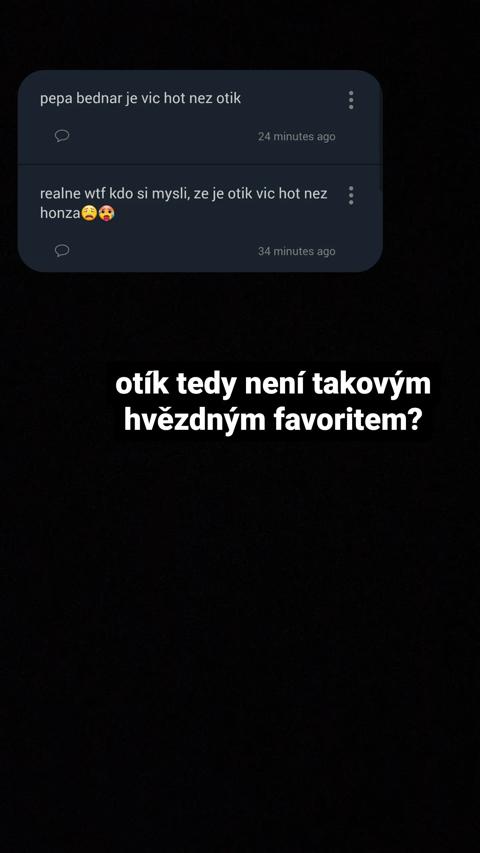 pepa bednar je vic hot nez otik
24 minutes ago
realne wtf kdo si mysli, ze je otik vic hot nez
honza😩🥵
34 minutes ago
otík tedy není takovým
hvězdným favoritem?